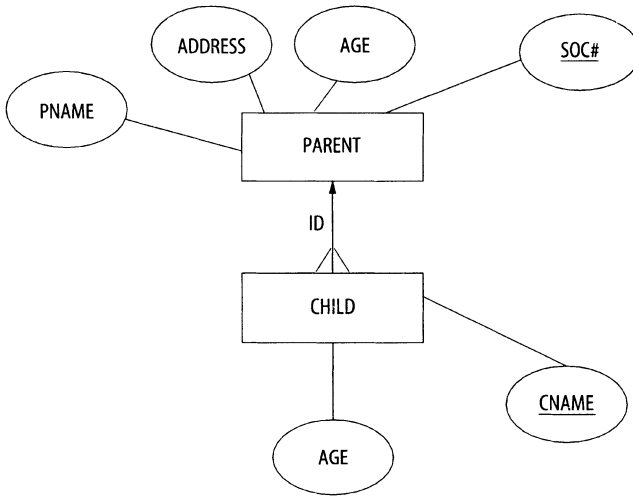 ADDRESS
AGE
SOC#
PNAME
PARENT
ID
CHILD
CNAME
AGE